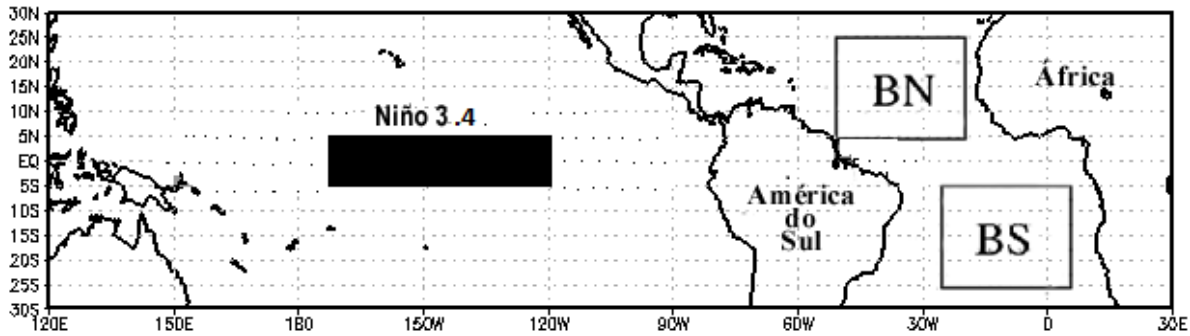 30N
25N
20N
15N
10N
5N
EQ
5S
10S
15S
20S
25S
30S
Niño 3.4
BN
África
América
do
Sul
BS
120E 150E 180 150W 120W 90W 60W 30W 0 30E